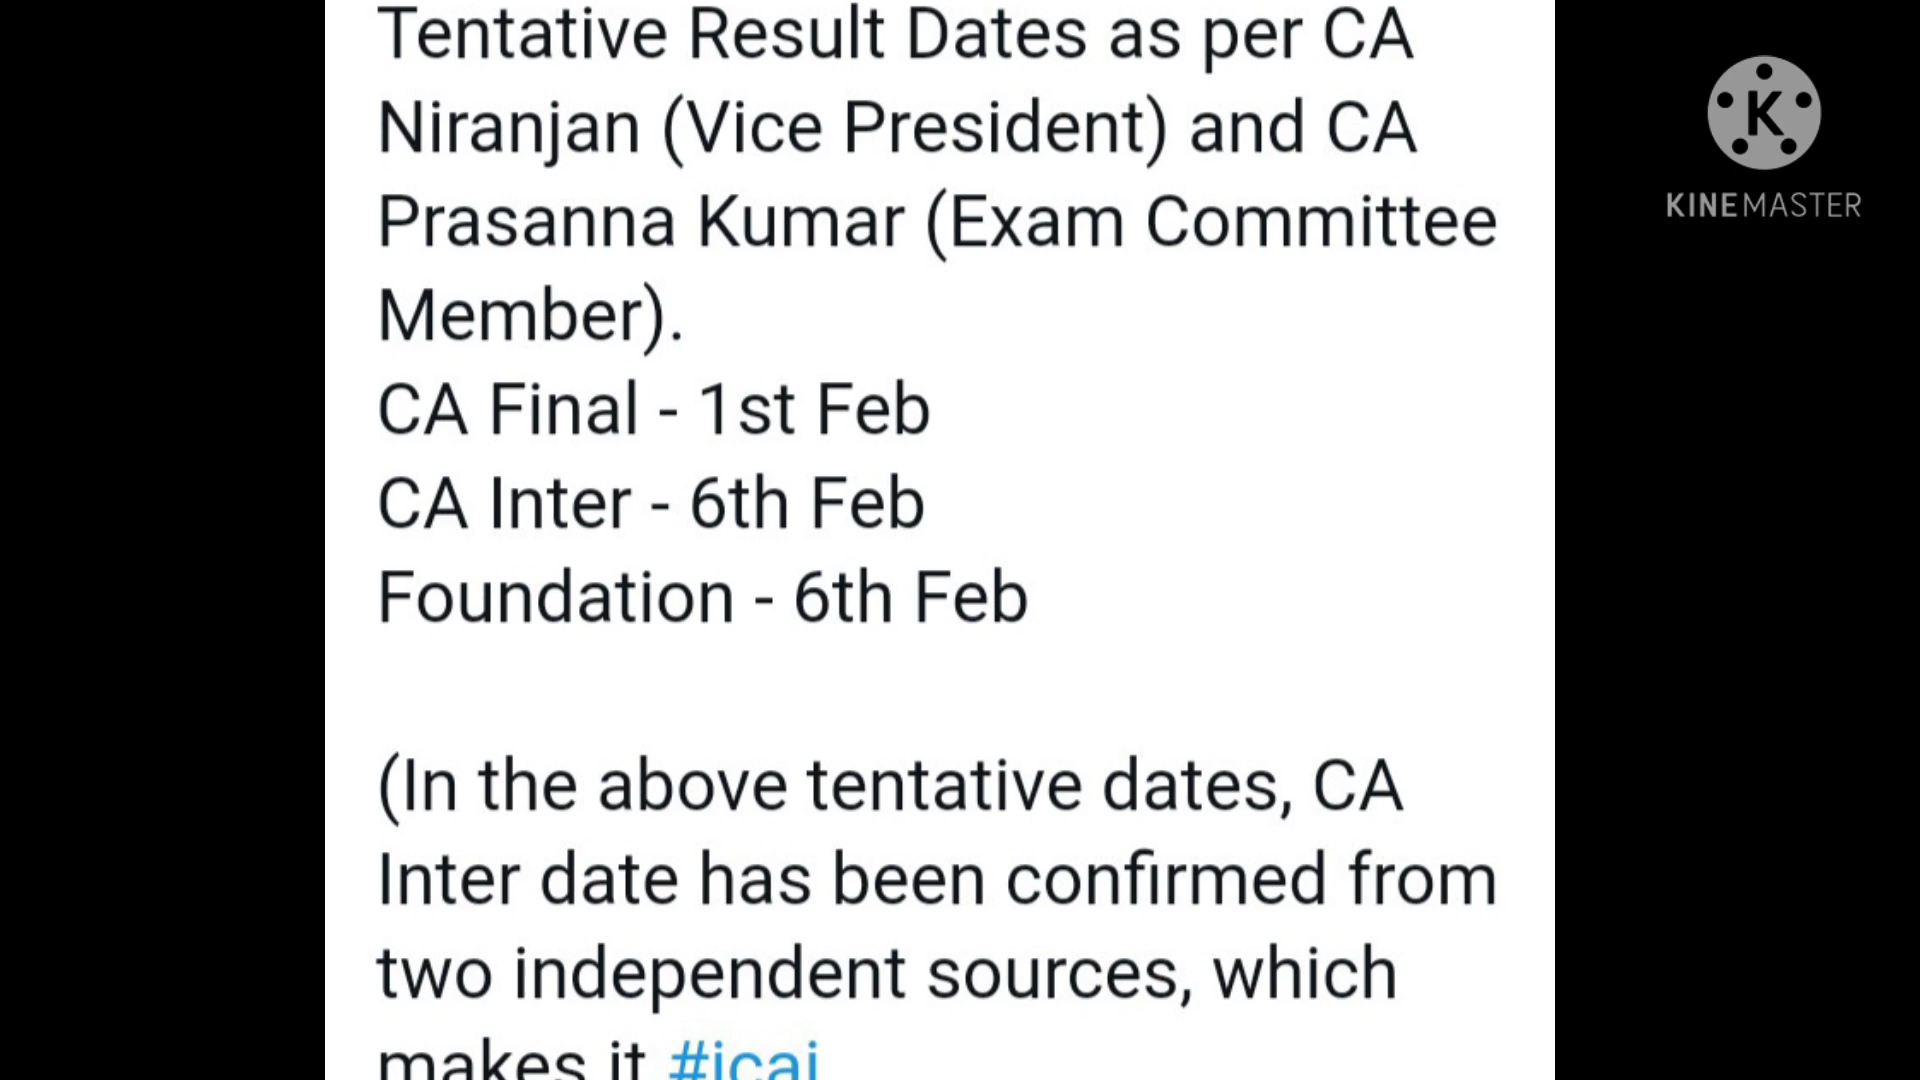 Tentative Result Dates as per CA
Niranjan (Vice President) and CA
Prasanna Kumar (Exam Committee
Member).
CA Final - 1st Feb
CA Inter - 6th Feb
Foundation - 6th Feb
(In the above tentative dates, CA
Inter date has been confirmed from
two independent sources, which
makes it #icai
K
KINEMASTER